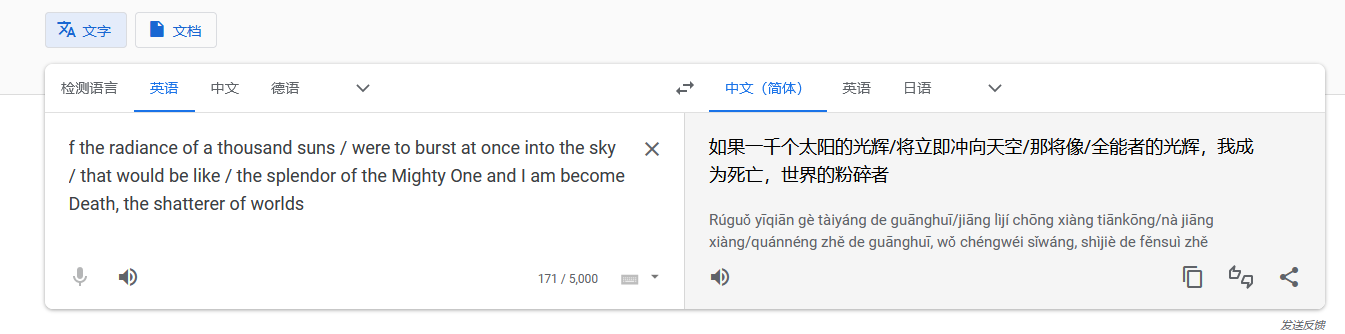 文字 文档
检测语言 英语 中文 德语 中文（简体） 英语 日语
f the radiance of a thousand suns / were to burst at once into the sky
/ that would be like / the splendor of the Mighty One and I am become
Death, the shatterer of worlds
171 / 5,000
如果一千个太阳的光辉/将立即冲向天空/那将像/全能者的光辉，我成
为死亡，世界的粉碎者
Rúguǒ yīqiān gè tàiyáng de guānghuī/jiāng lìjí chōng xiàng tiānkōng/nà jiāng
xiàng/quánnéng zhě de guānghuī, wǒ chéngwéi sǐwáng, shìjiè de fěnsuì zhě
发送反馈